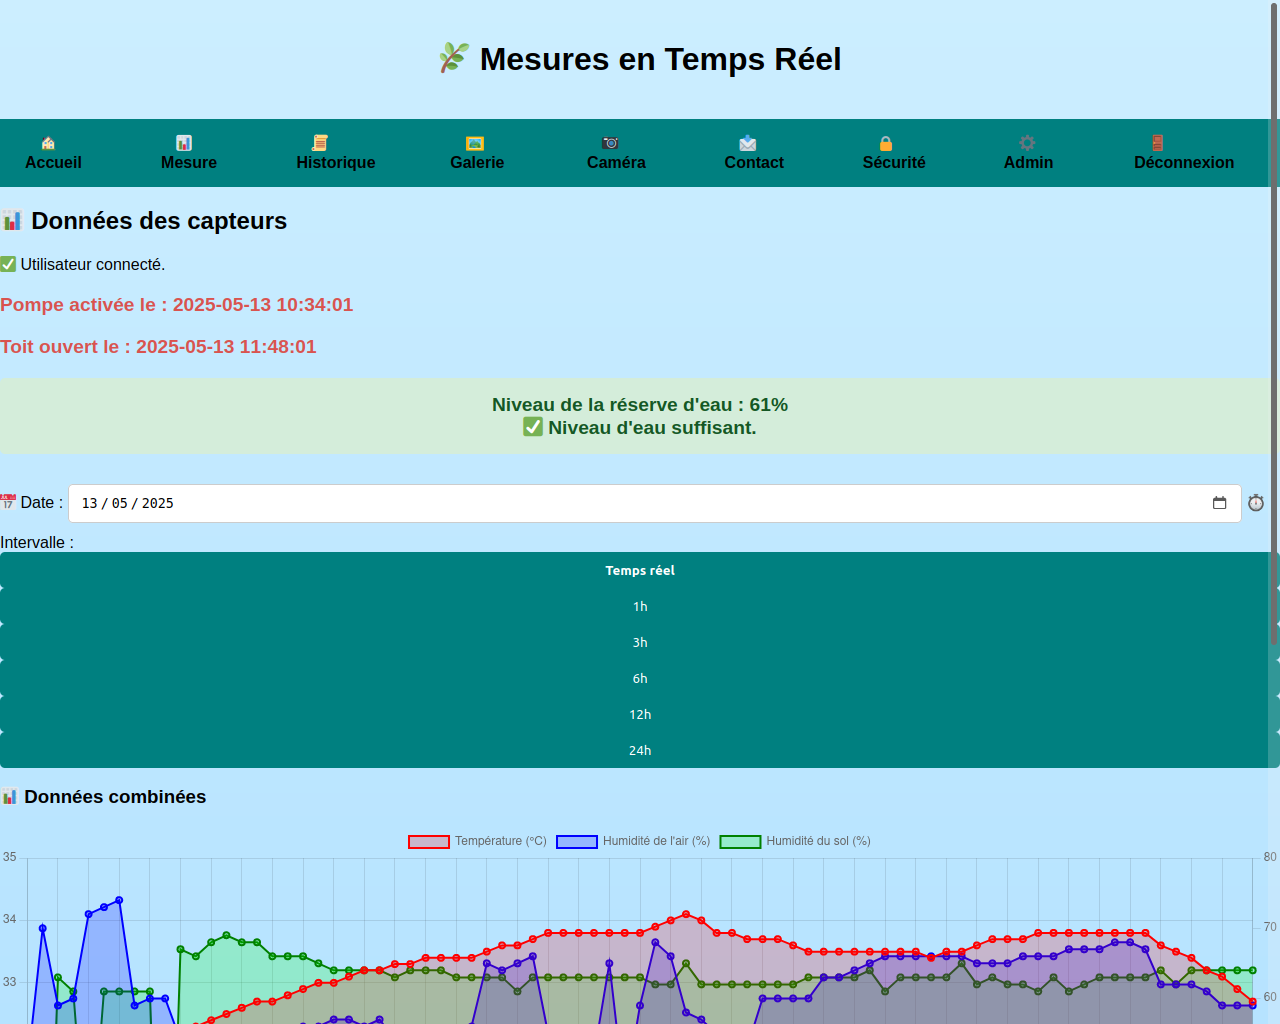 Mesures en Temps Réel
Accueil
Mesure
Historique
Galerie
Caméra
Contact
Sécurité
Admin
Déconnexion
Données des capteurs
Utilisateur connecté.
Pompe activée le : 2025-05-13 10:34:01
Toit ouvert le : 2025-05-13 11:48:01
Niveau de la réserve d'eau : 61%
Niveau d'eau suffisant.
Date : 13 / 05 / 2025
Intervalle :
Temps réel
1h
3h
6h
12h
24h
Données combinées
Température (°C) Humidité de l'air (%) Humidité du sol (%)
35 80
34 70
33 60